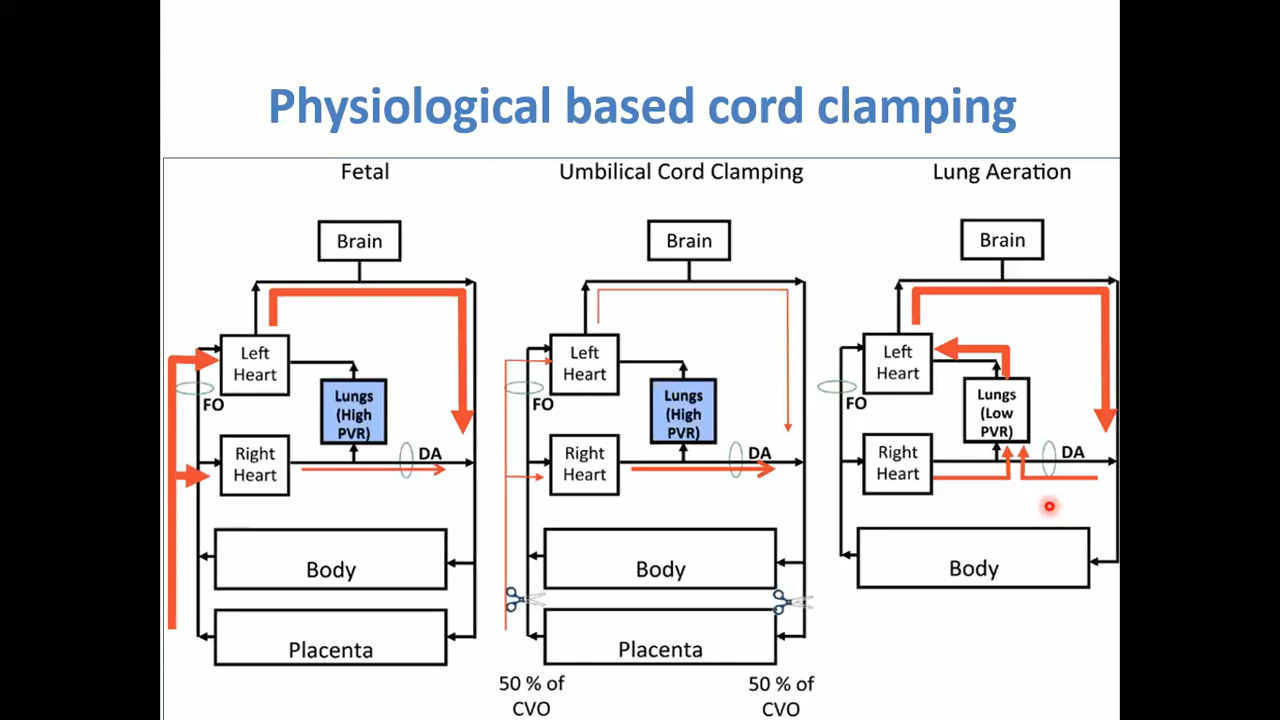 Physiological based cord clamping
Fetal
Brain
Left
Heart
FO
Lungs
(High
PVR)
Right
Heart
DA
Body
Placenta
Umbilical Cord Clamping
Brain
Left
Heart
FO
Lungs
(High
PVR)
Right
Heart
DA
Body
Placenta
50 % of
CVO
50 % of
CVO
Lung Aeration
Brain
Left
Heart
FO
Lungs
(Low
PVR)
Right
Heart
DA
Body